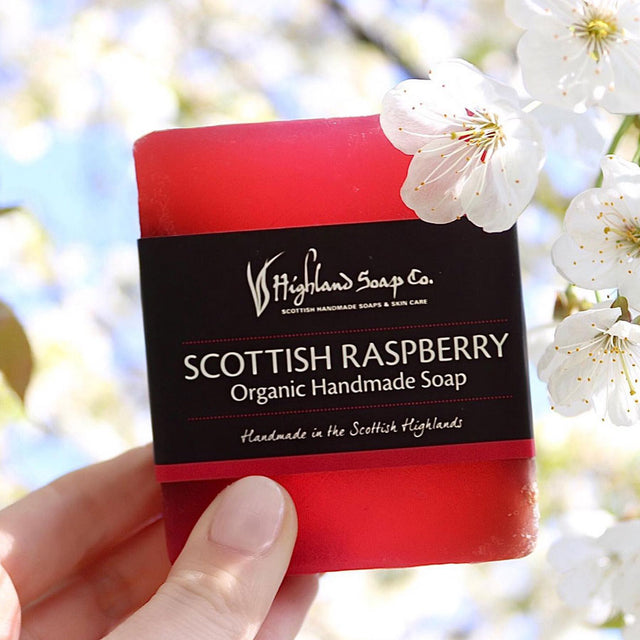 Highland Soap Co.
SCOTTISH HANDMADE SOAPS & SKIN CARE
SCOTTISH RASPBERRY
Organic Handmade Soap
Handmade in the Scottish Highlands